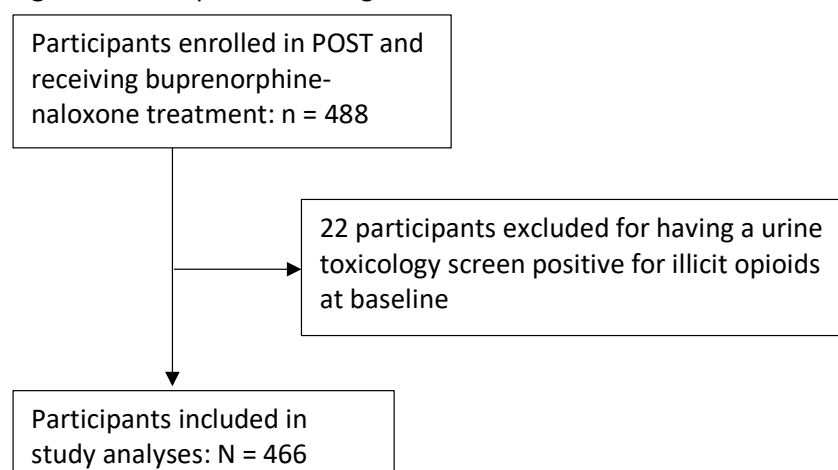 Participants enrolled in POST and
receiving buprenorphine-
naloxone treatment: n = 488
22 participants excluded for having a urine
toxicology screen positive for illicit opioids
at baseline
Participants included in
study analyses: N = 466